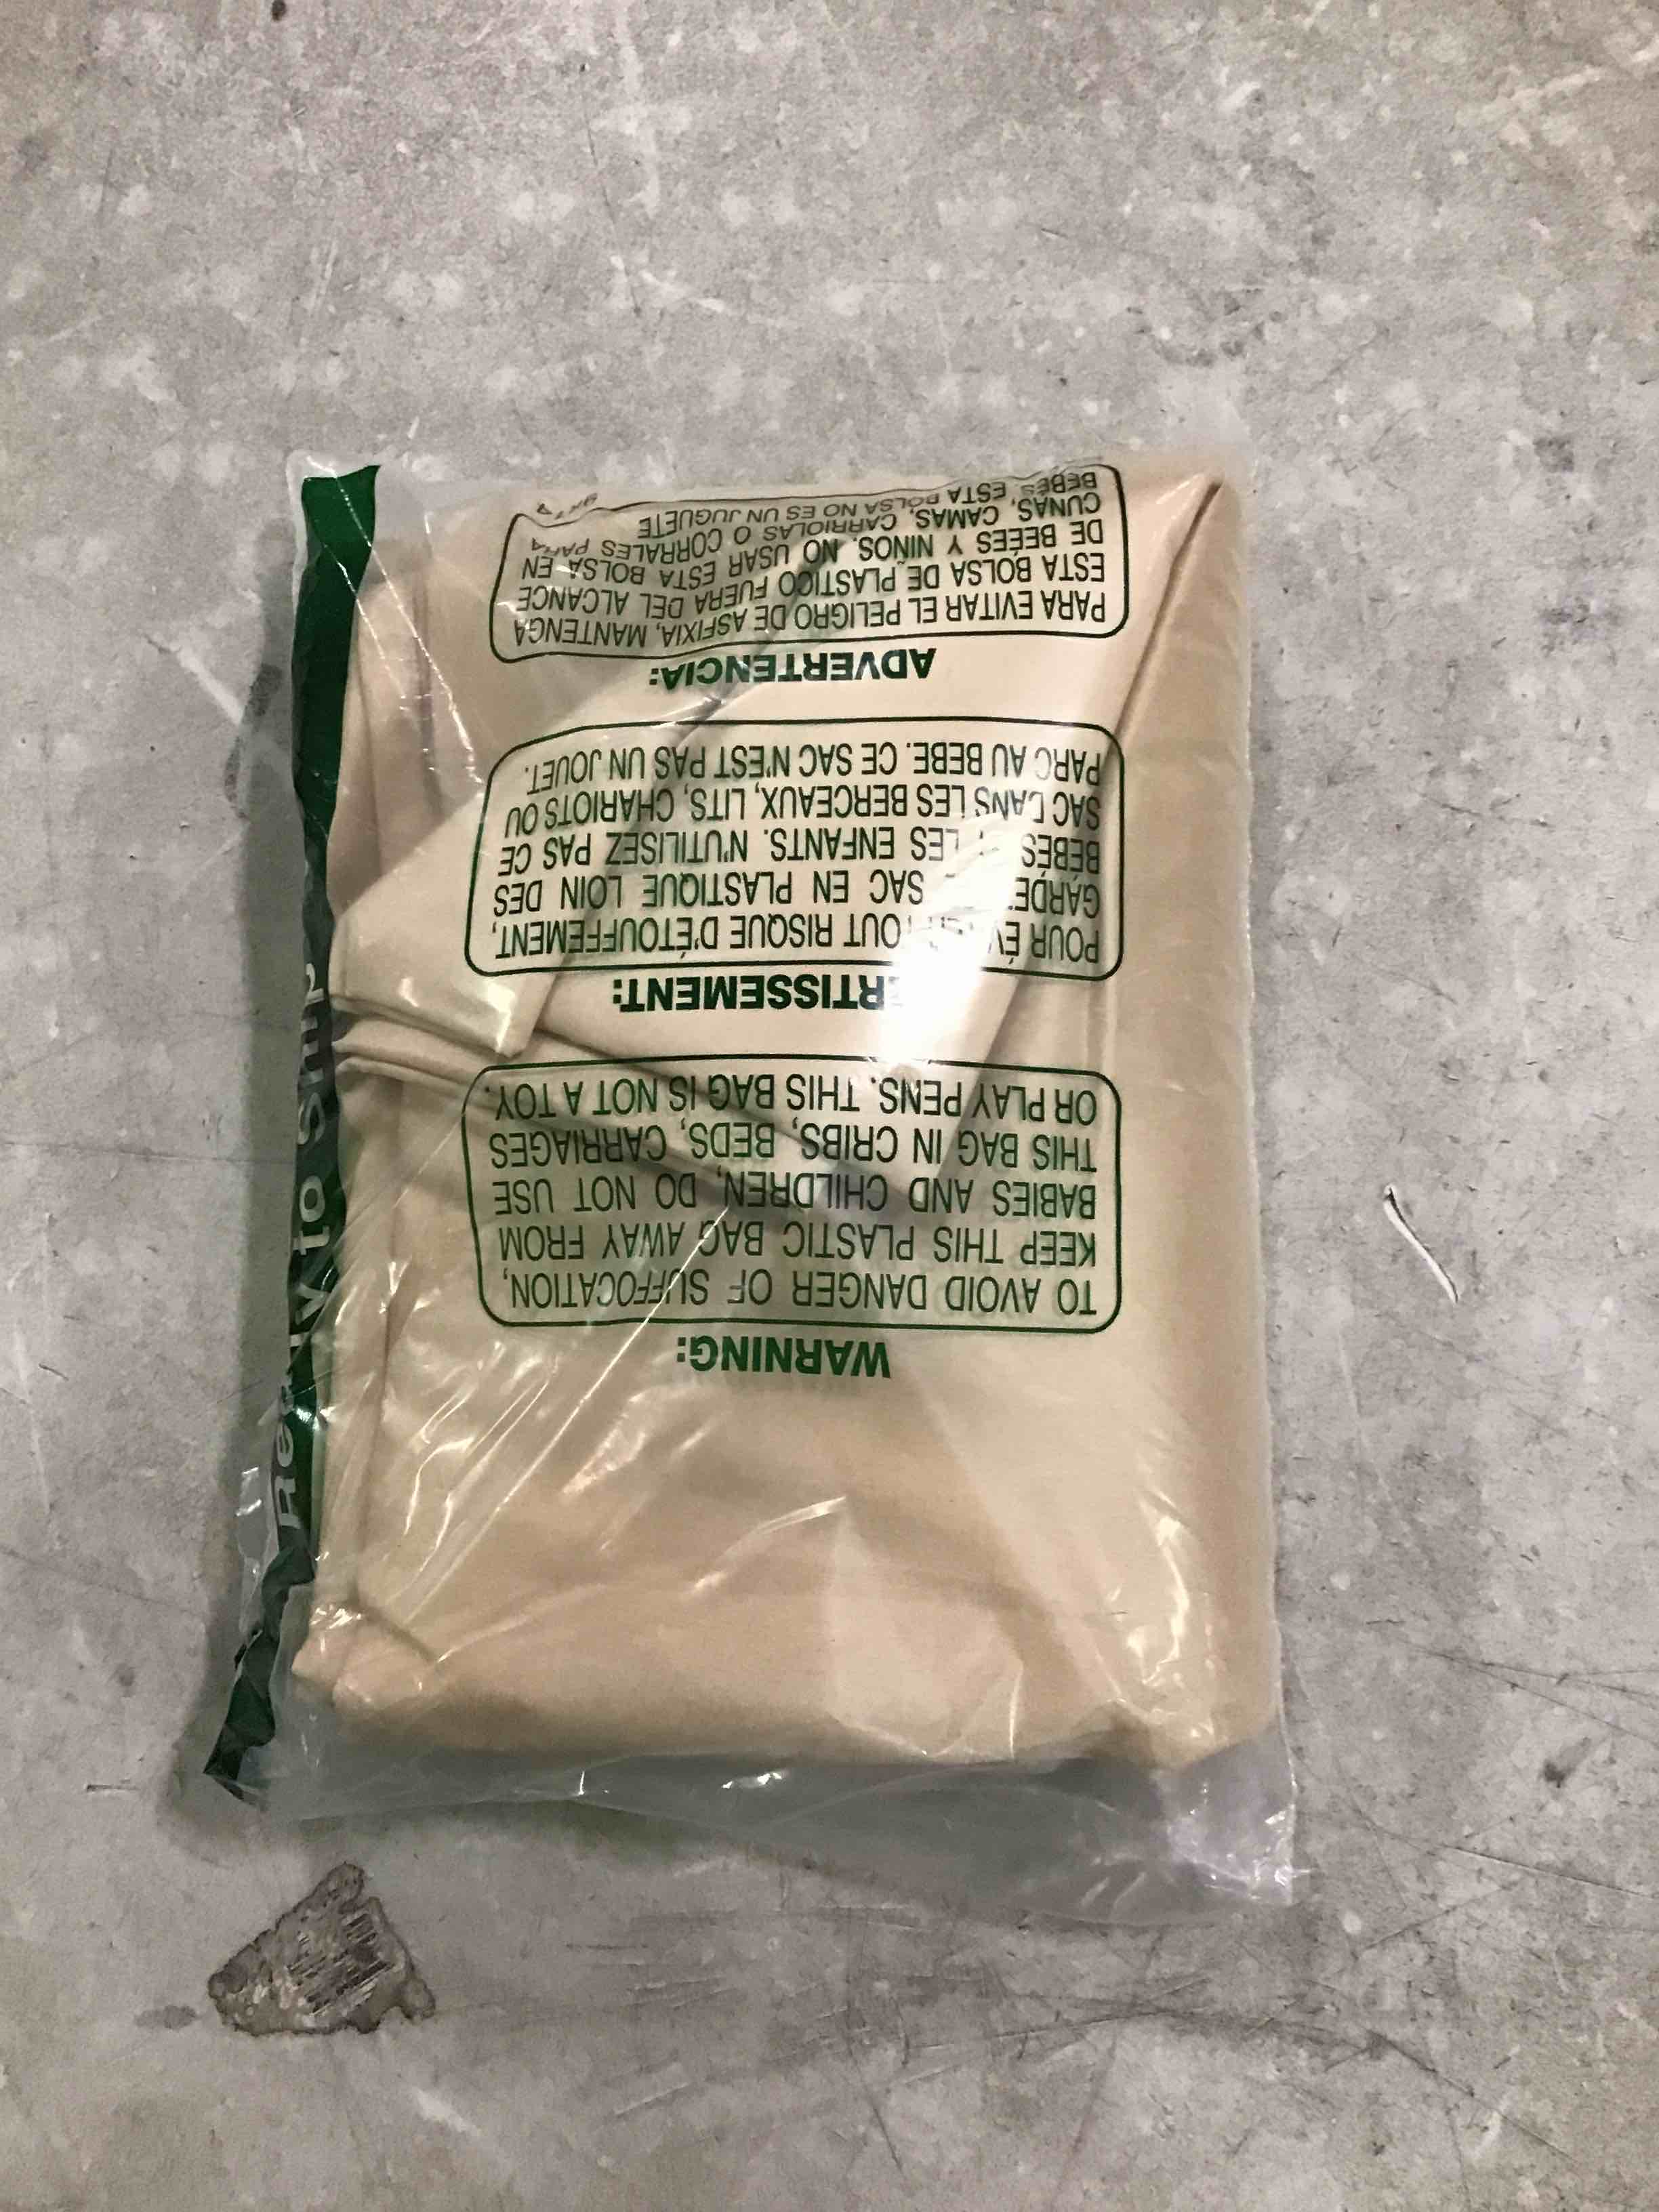 WARNING:
TO AVOID DANGER OF SUFFOCATION,
KEEP THIS PLASTIC BAG AWAY FROM
BABIES AND CHILDREN, DO NOT USE
THIS BAG IN CRIBS, BEDS, CARRIAGES
OR PLAY PENS. THIS BAG IS NOT A TOY.
RTISSEMENT:
POUR TOUT RISQUE D'ÉTOUFFEMENT,
SAC EN PLASTIQUE LOIN DES
BÉBÉS LES ENFANTS. N'UTILISEZ PAS CE
SAC DANS LES BERCEAUX, LITS, CHARIOTS OU
PARC AU BEBE. CE SAC N'EST PAS UN JOUET.
ADVERTENCIA:
PARA EVITAR EL PELIGRO DE ASFIXIA, MANTENGA
ESTA BOLSA DE PLASTICO FUERA DEL ALCANCE
DE BEBES Y NIÑOS. NO USAR ESTA BOLSA EN
CUNAS, CAMAS, CARRIOLAS O CORRALES PARA
BEBÉS, ESTA BOLSA NO ES UN JUGUETE
to Ship